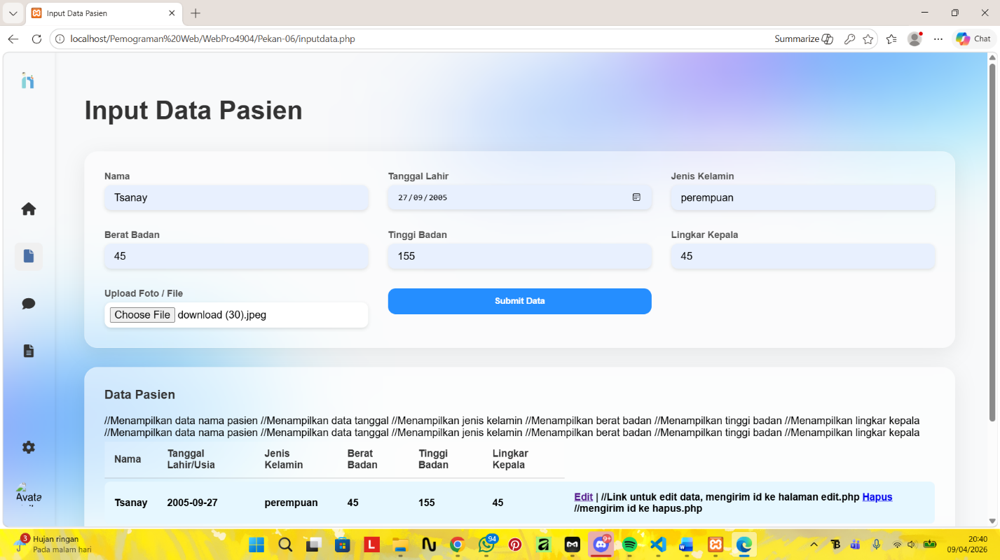 Input Data Pasien
localhost/Pemograman%20Web/WebPro4904/Pekan-06/inputdata.php
Summarize
Chat
Input Data Pasien
Nama
Tanggal Lahir
Jenis Kelamin
Tsanay
27/09/2005
perempuan
Berat Badan
Tinggi Badan
Lingkar Kepala
45
155
45
Upload Foto / File
Choose File download (30).jpeg
Submit Data
Data Pasien
//Menampilkan data nama pasien //Menampilkan data tanggal //Menampilkan jenis kelamin //Menampilkan berat badan //Menampilkan tinggi badan //Menampilkan lingkar kepala
//Menampilkan data nama pasien //Menampilkan data tanggal //Menampilkan jenis kelamin //Menampilkan berat badan //Menampilkan tinggi badan //Menampilkan lingkar kepala
Nama
Tanggal
Lahir/Usia
Jenis
Kelamin
Berat
Badan
Tinggi
Badan
Lingkar
Kepala
Tsanay
2005-09-27
perempuan
45
155
45
Edit | //Link untuk edit data, mengirim id ke halaman edit.php Hapus
//mengirim id ke hapus.php
Avata
3
Hujan ringan
Pada malam hari
L
94
9+
20:40
09/04/2026